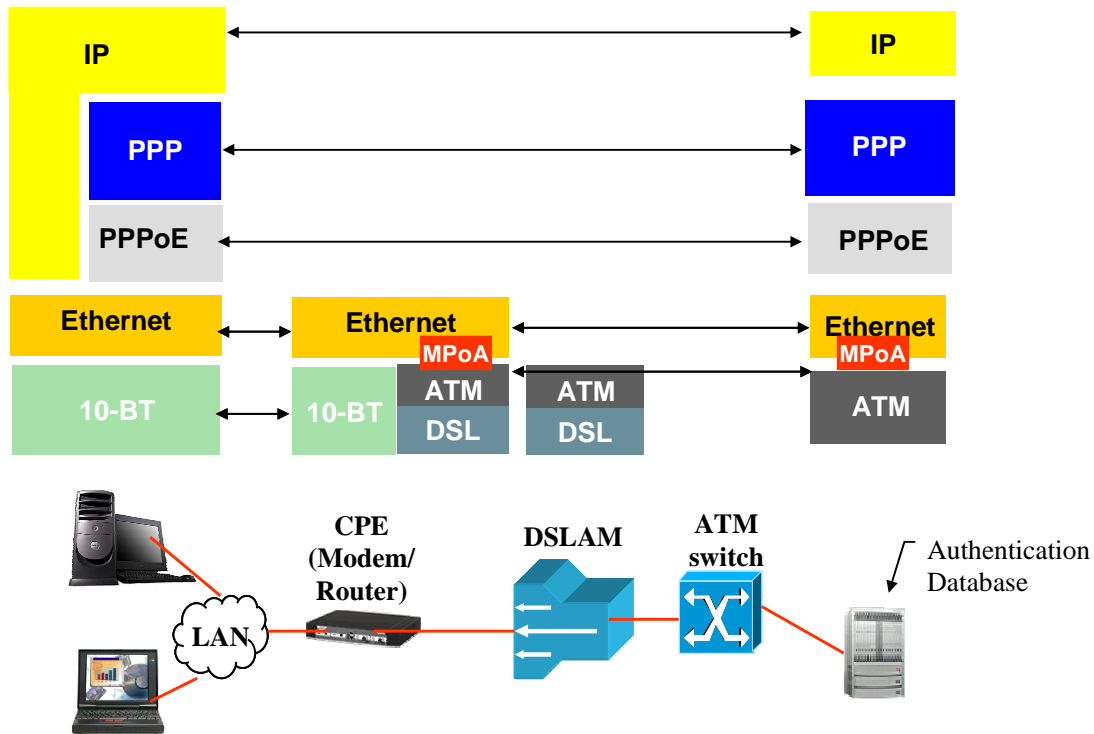 IP
IP
PPP
PPP
PPPoE
PPPoE
Ethernet
Ethernet
Ethernet
MPoA
MPoA
10-BT
10-BT
ATM
ATM
ATM
DSL
DSL
CPE
(Modem/
Router)
DSLAM
ATM
switch
Authentication
Database
LAN